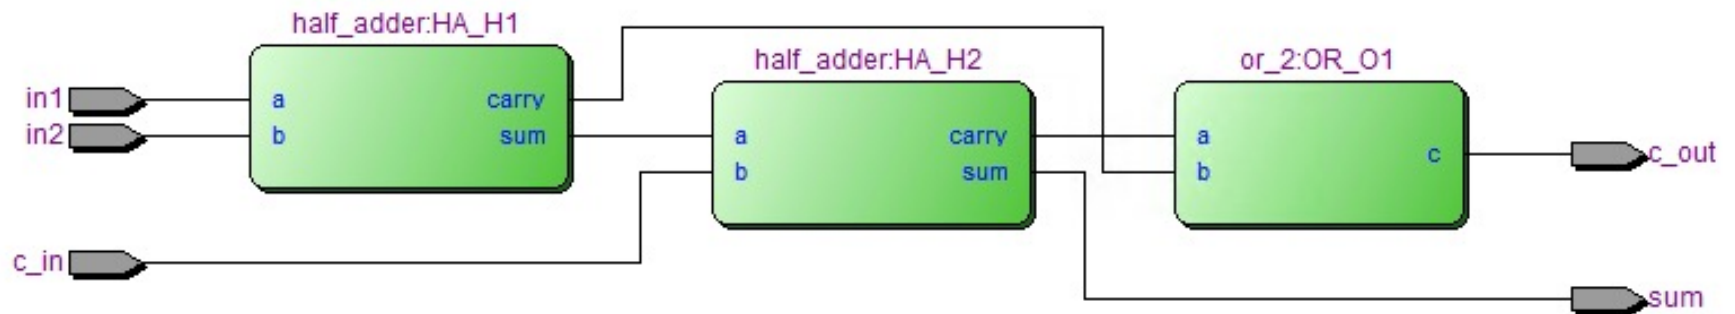 half_adder:HA_H1
half_adder:HA_H2
or_2:OR_O1
in1
a
carry
in2
b
sum
a
carry
a
b
sum
b
c
c_out
c_in
sum